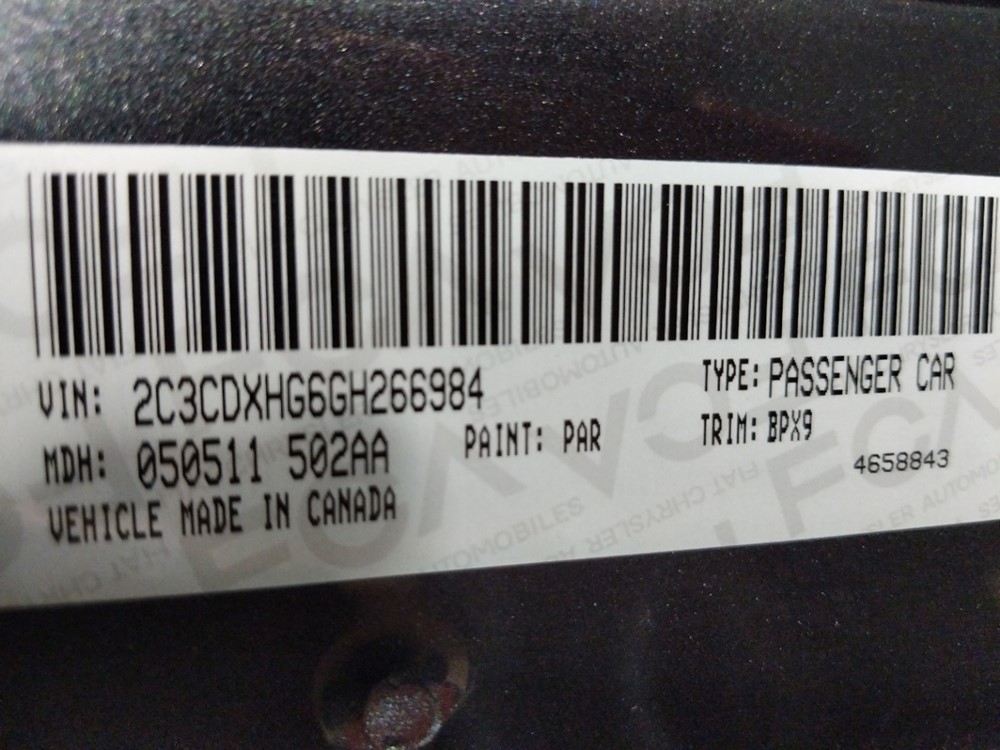 VIN: 2C3CDXHG6GH266984
TYPE: PASSENGER CAR
MDH: 050511 502AA
PAINT: PAR
TRIM: BPX9
4658843
VEHICLE MADE IN CANADA